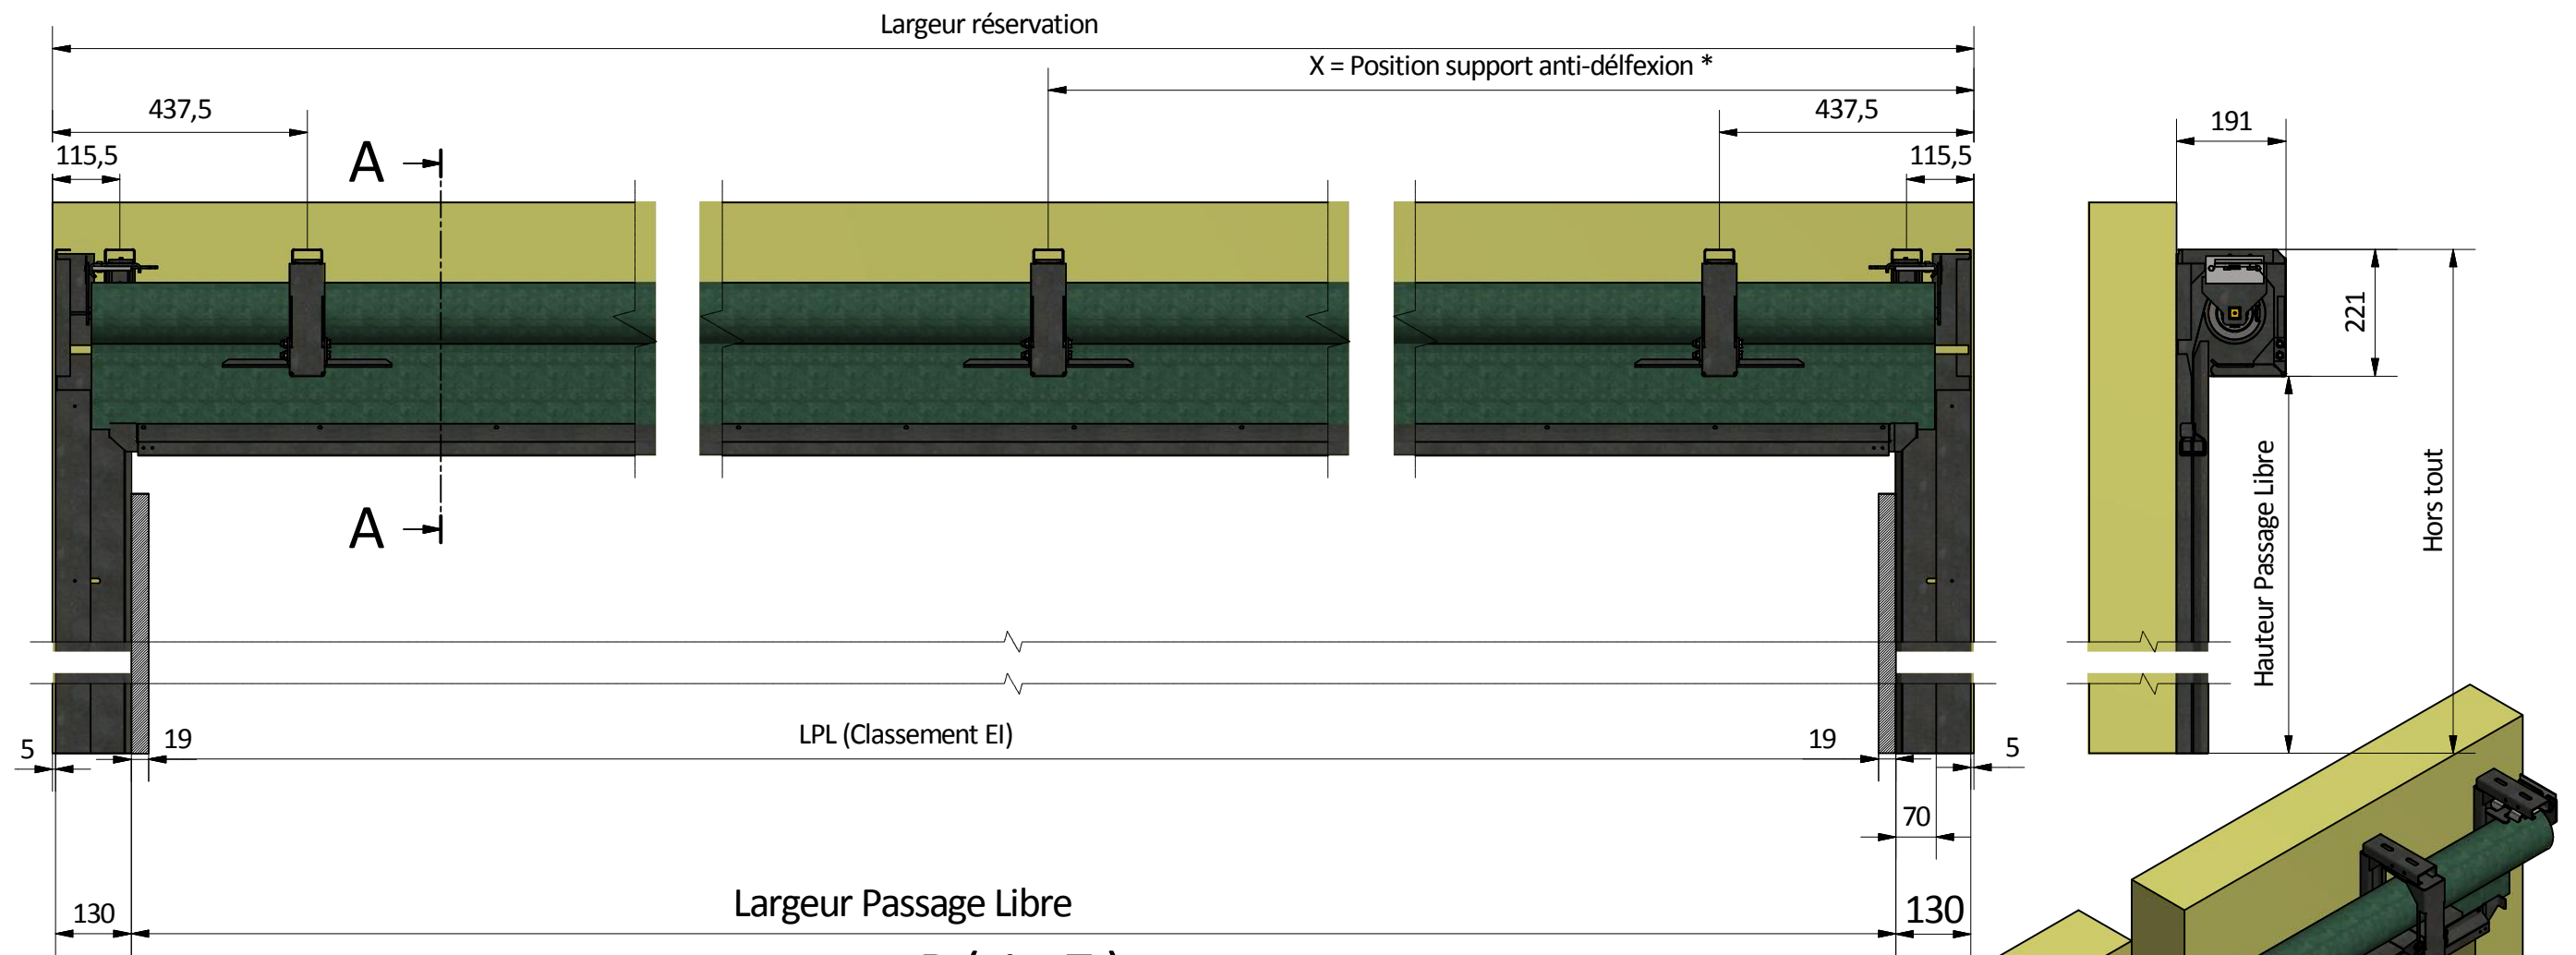 Largeur réservation
X = Position support anti-délfexion *
437,5
437,5
191
115,5
A
115,5
221
Hauteur Passage Libre
Hors tout
A
5
19
LPL (Classement EI)
19
5
70
130
Largeur Passage Libre
130